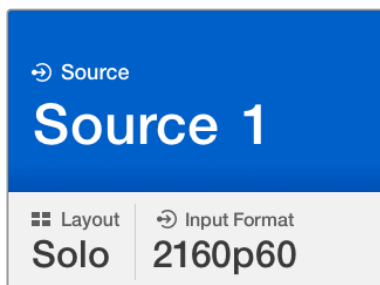 Source
Source 1
Layout
Input Format
Solo
2160p60